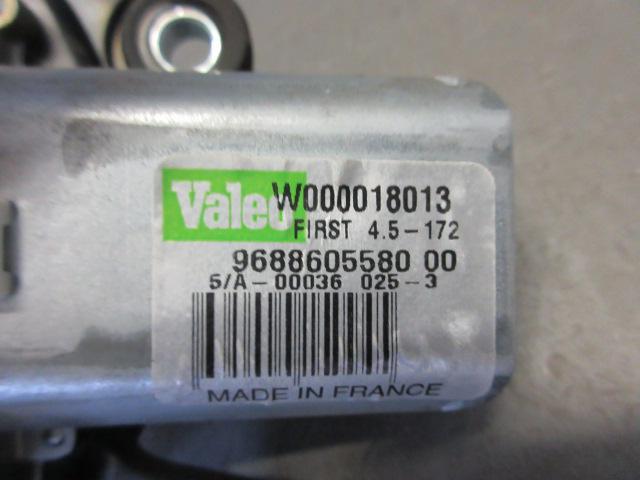 Valeo W000018013
FIRST 4.5-172
9688605580 00
5/A-00036 025-3
MADE IN FRANCE